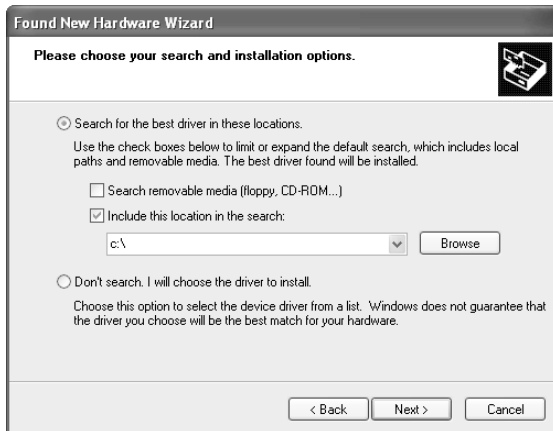 Found New Hardware Wizard
Please choose your search and installation options.
Search for the best driver in these locations.
Use the check boxes below to limit or expand the default search, which includes local
paths and removable media. The best driver found will be installed.
Search removable media (floppy, CD-ROM...)
Include this location in the search:
c:\
Browse
Don't search. I will choose the driver to install.
Choose this option to select the device driver from a list. Windows does not guarantee that
the driver you choose will be the best match for your hardware.
< Back
Next >
Cancel